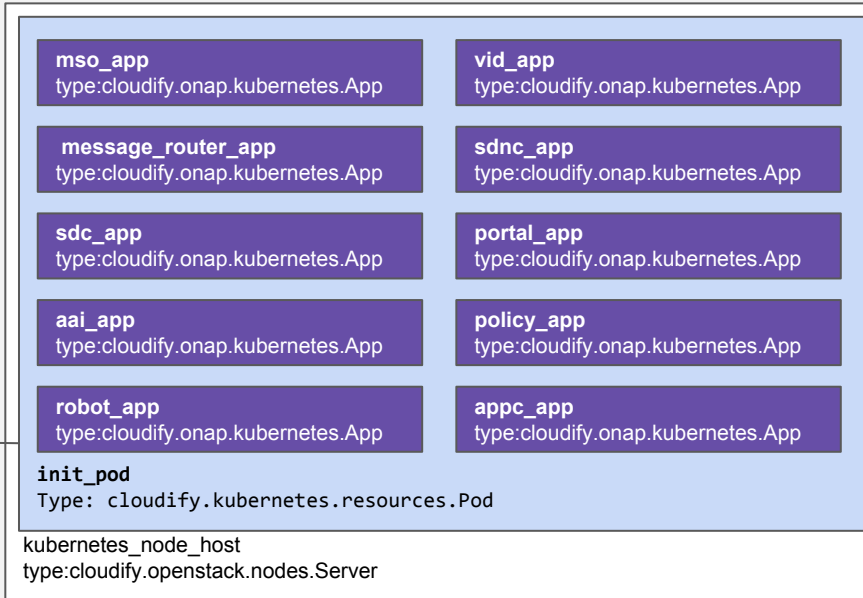 mso_app
type:cloudify.onap.kubernetes.App
vid_app
type:cloudify.onap.kubernetes.App
message_router_app
type:cloudify.onap.kubernetes.App
sdnc_app
type:cloudify.onap.kubernetes.App
sdc_app
type:cloudify.onap.kubernetes.App
portal_app
type:cloudify.onap.kubernetes.App
aai_app
type:cloudify.onap.kubernetes.App
policy_app
type:cloudify.onap.kubernetes.App
robot_app
type:cloudify.onap.kubernetes.App
appc_app
type:cloudify.onap.kubernetes.App
init_pod
Type: cloudify.kubernetes.resources.Pod
kubernetes_node_host
type:cloudify.openstack.nodes.Server